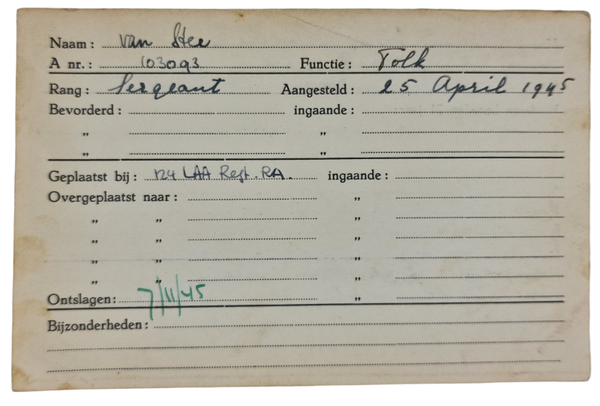 Naam: van Stee
A nr.: 103093 Functie: Tolk
Rang: Sergeant Aangesteld: 25 April 1945
Bevorderd: ingaande:
" "
" "
Geplaatst bij: 124 LAA Regt. RA. ingaande:
Overgeplaatst naar: "
" " "
" " "
" " "
" " "
Ontslagen: 7/11/45 "
Bijzonderheden: